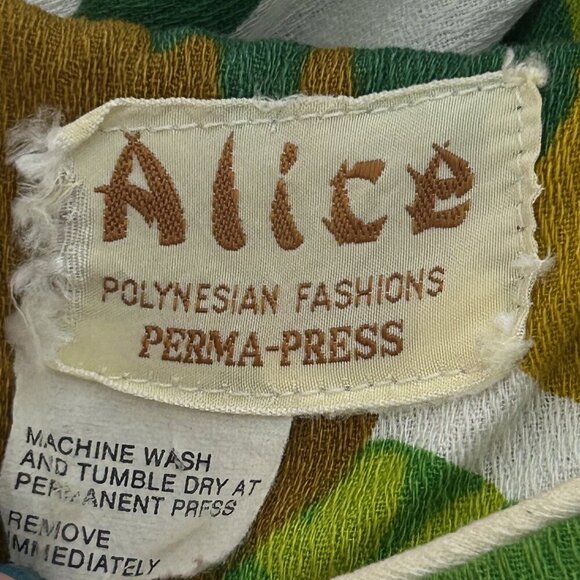 Alice
POLYNESIAN FASHIONS
PERMA-PRESS
MACHINE WASH
AND TUMBLE DRY AT
PERMANENT PRESS
REMOVE
IMMEDIATELY